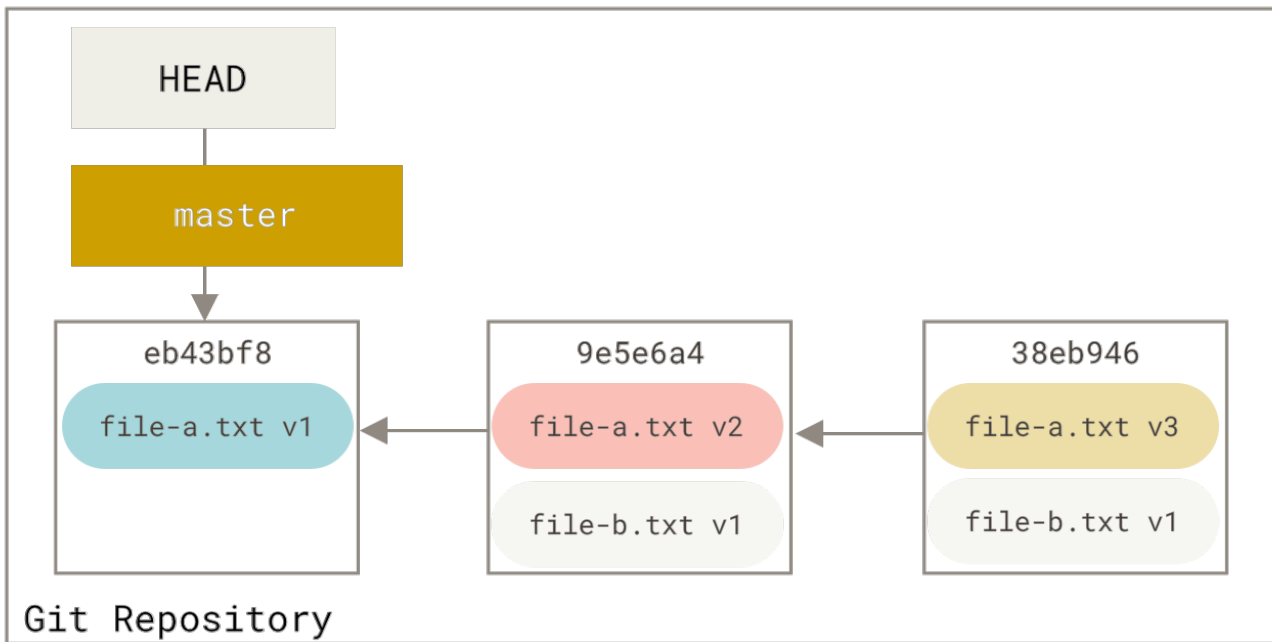 HEAD
master
eb43bf8
file-a.txt v1
9e5e6a4
file-a.txt v2
file-b.txt v1
38eb946
file-a.txt v3
file-b.txt v1
Git Repository